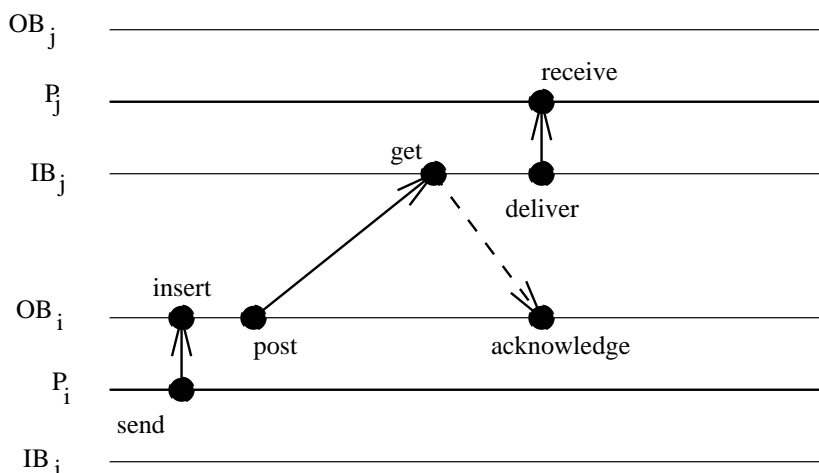 OB j
P j
receive
get
IB j
deliver
insert
OB i
post
acknowledge
P i
send
IB i